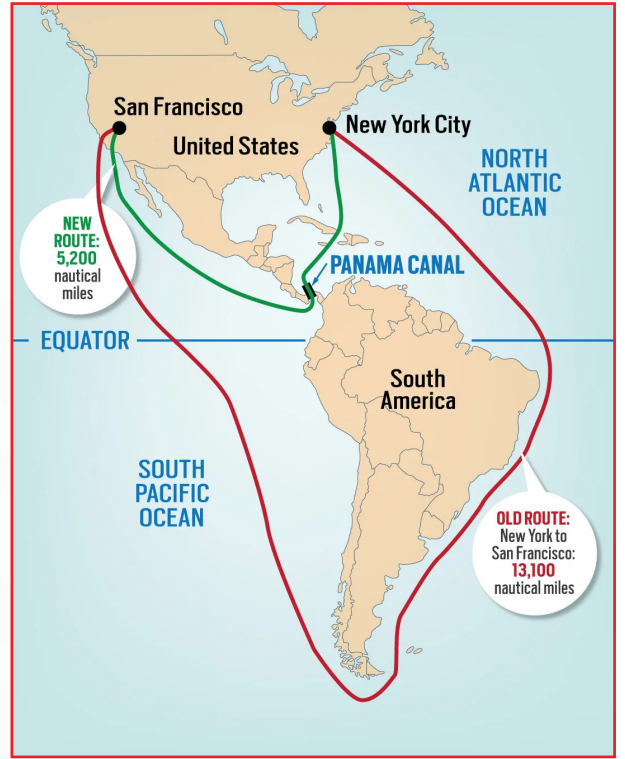 San Francisco
New York City
United States
NORTH
ATLANTIC
OCEAN
NEW
ROUTE:
5,200
nautical
miles
PANAMA CANAL
EQUATOR
South
America
SOUTH
PACIFIC
OCEAN
OLD ROUTE:
New York to
San Francisco:
13,100
nautical miles